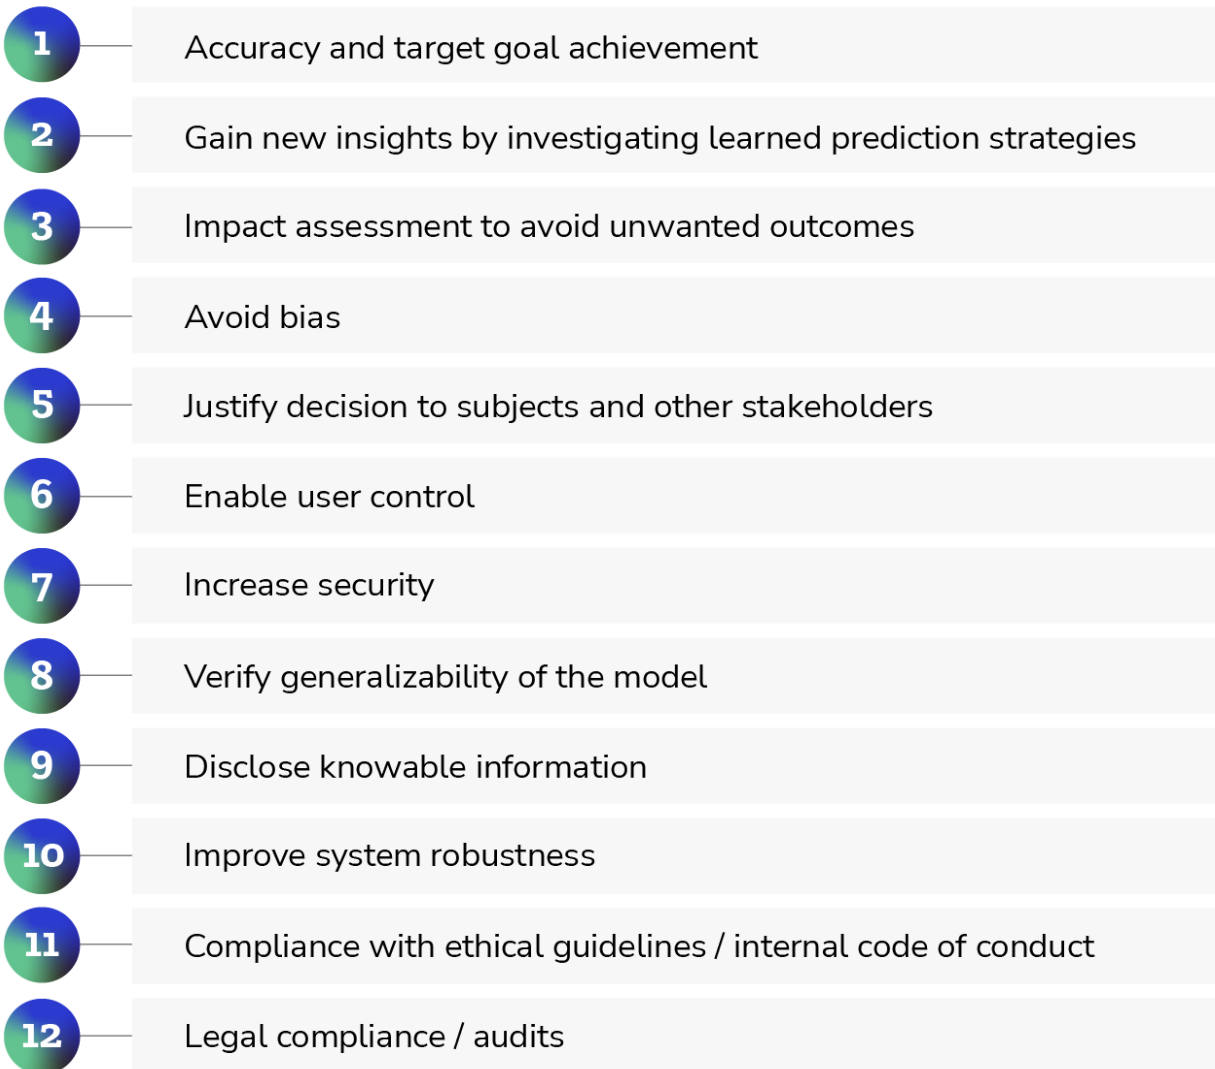 1 Accuracy and target goal achievement
2 Gain new insights by investigating learned prediction strategies
3 Impact assessment to avoid unwanted outcomes
4 Avoid bias
5 Justify decision to subjects and other stakeholders
6 Enable user control
7 Increase security
8 Verify generalizability of the model
9 Disclose knowable information
10 Improve system robustness
11 Compliance with ethical guidelines / internal code of conduct
12 Legal compliance / audits